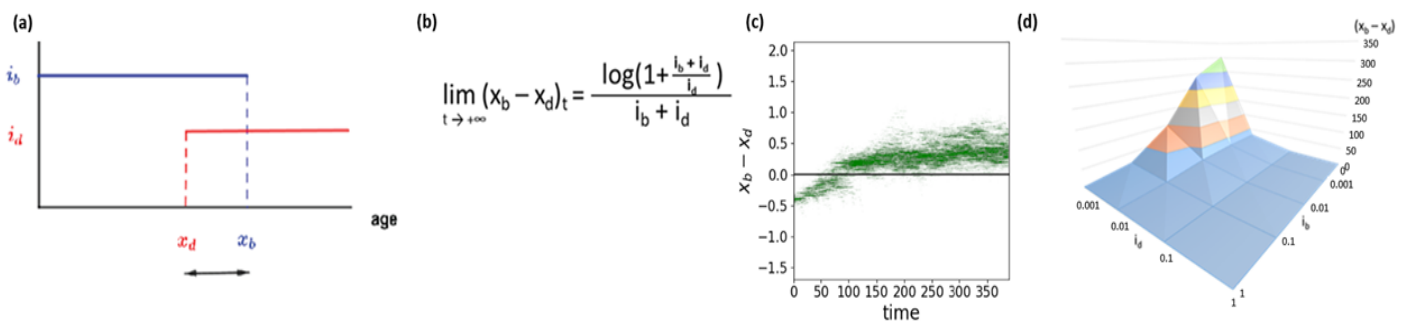 (a)
i_b
i_d
age
x_d
x_b
(b)
lim (x_b − x_d)_t = log(1+ (i_b + i_d)/i_d ) / (i_b + i_d)
t → +∞
(c)
2.0
1.5
1.0
0.5
0.0
−0.5
−1.0
−1.5
x_b − x_d
0 50 100 150 200 250 300 350
time
(d)
(x_b − x_d)
350
300
250
200
150
100
50
0
0.001
0.01
0.1
1
i_b
0.001
0.01
0.1
1
i_d